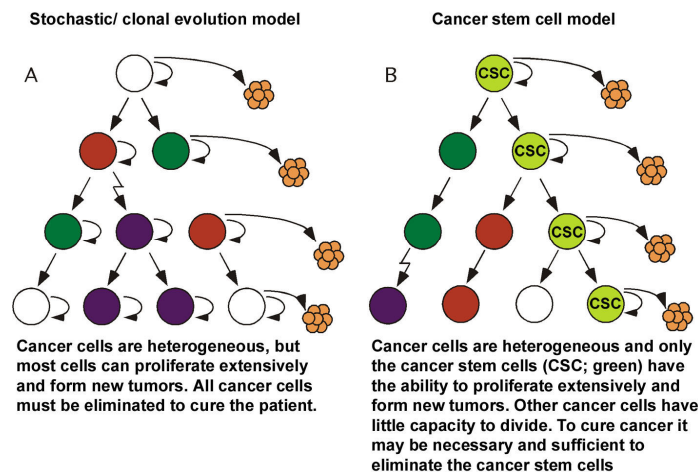 Stochastic/ clonal evolution model
A
Cancer cells are heterogeneous, but
most cells can proliferate extensively
and form new tumors. All cancer cells
must be eliminated to cure the patient.
Cancer stem cell model
B
CSC
CSC
CSC
CSC
Cancer cells are heterogeneous and only
the cancer stem cells (CSC; green) have
the ability to proliferate extensively and
form new tumors. Other cancer cells have
little capacity to divide. To cure cancer it
may be necessary and sufficient to
eliminate the cancer stem cells